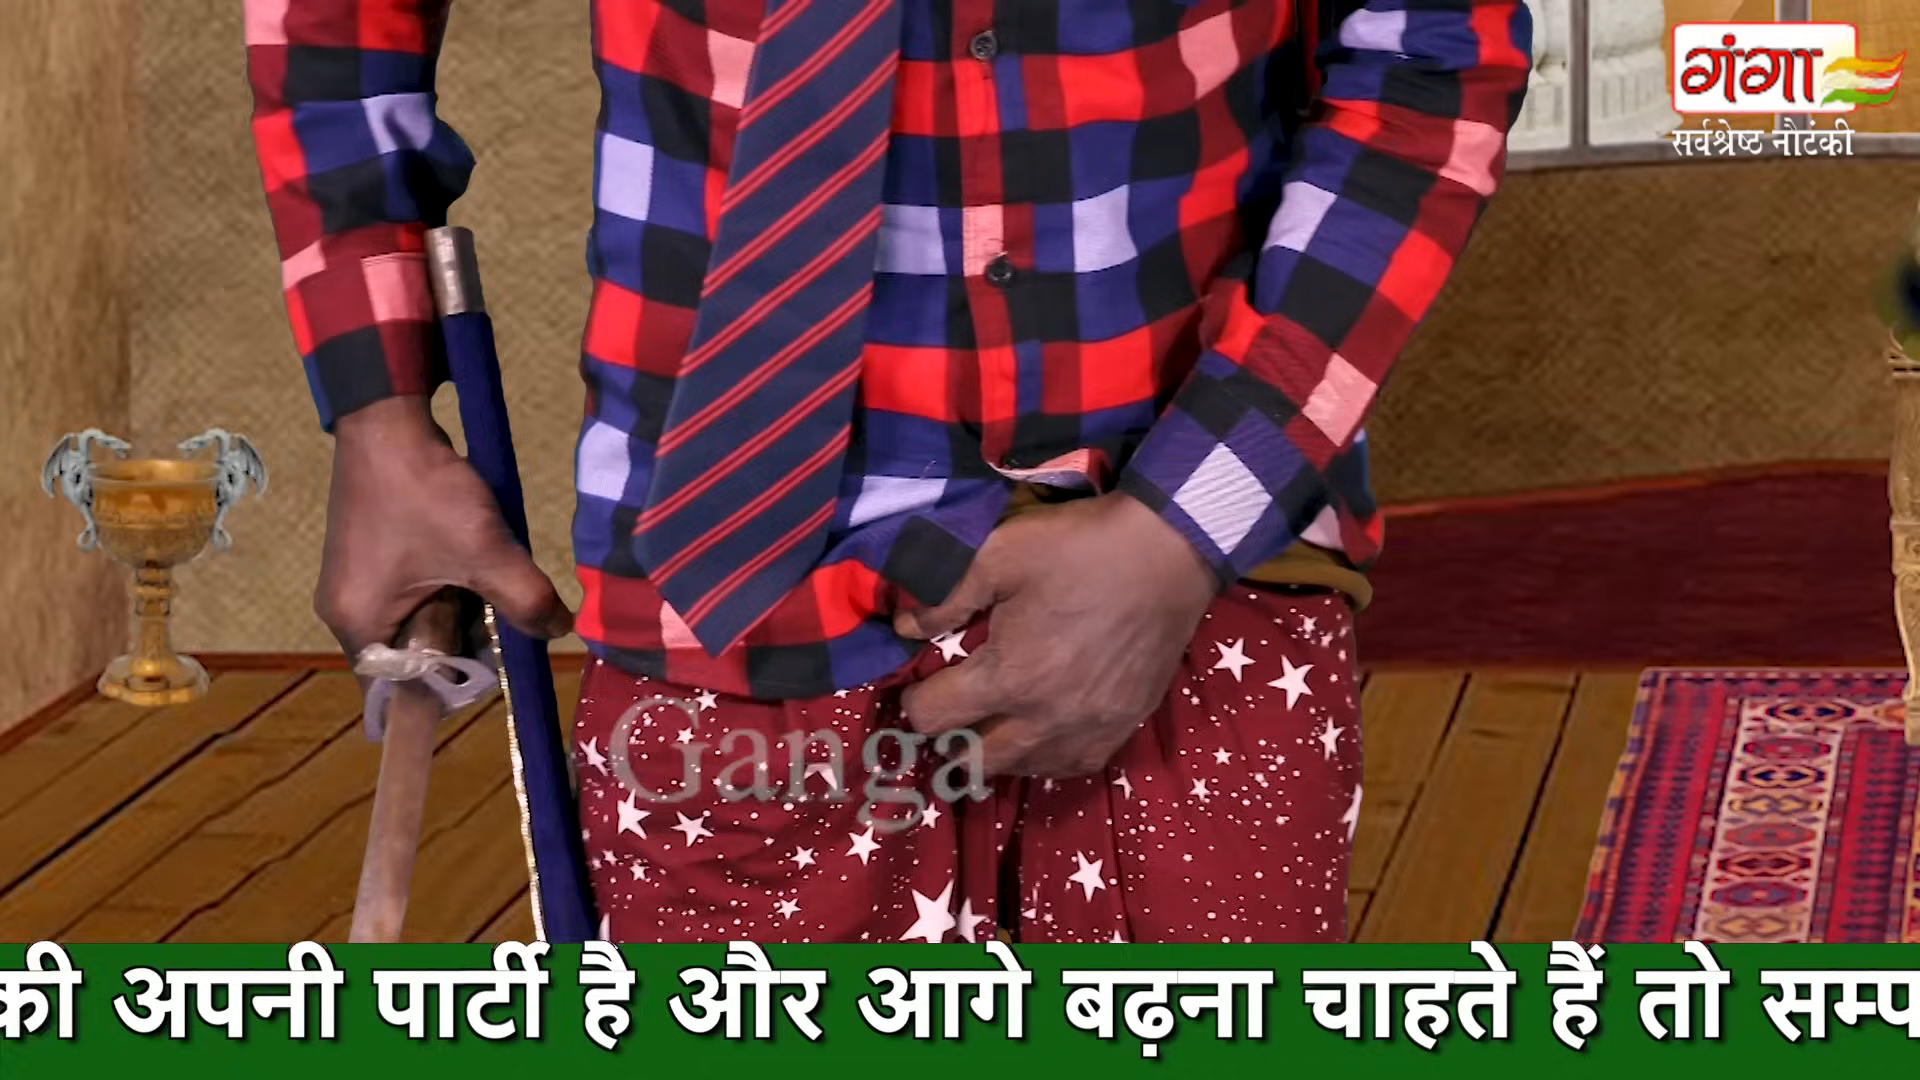 गंगा
सर्वश्रेष्ठ नौटंकी
Ganga
की अपनी पार्टी है और आगे बढ़ना चाहते हैं तो